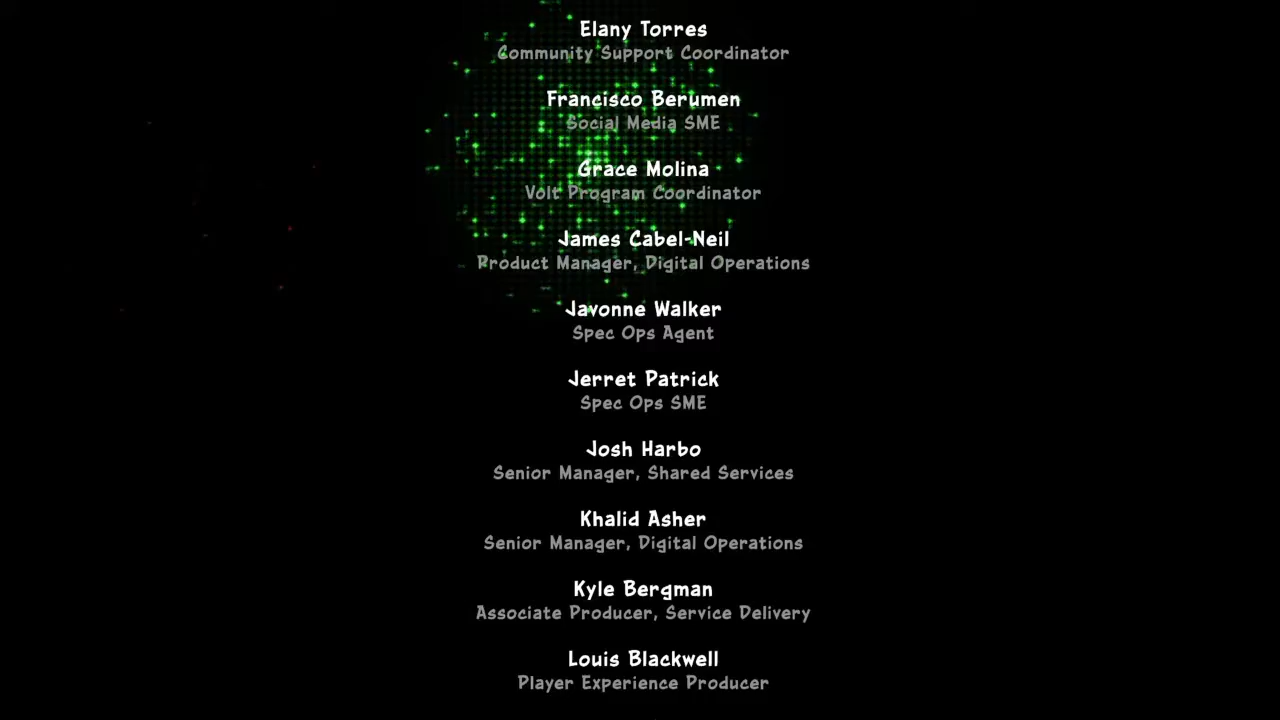 Elany Torres
Community Support Coordinator
Francisco Berumen
Social Media SME
Grace Molina
Volt Program Coordinator
James Cabel-Neil
Product Manager, Digital Operations
Javonne Walker
Spec Ops Agent
Jerret Patrick
Spec Ops SME
Josh Harbo
Senior Manager, Shared Services
Khalid Asher
Senior Manager, Digital Operations
Kyle Bergman
Associate Producer, Service Delivery
Louis Blackwell
Player Experience Producer